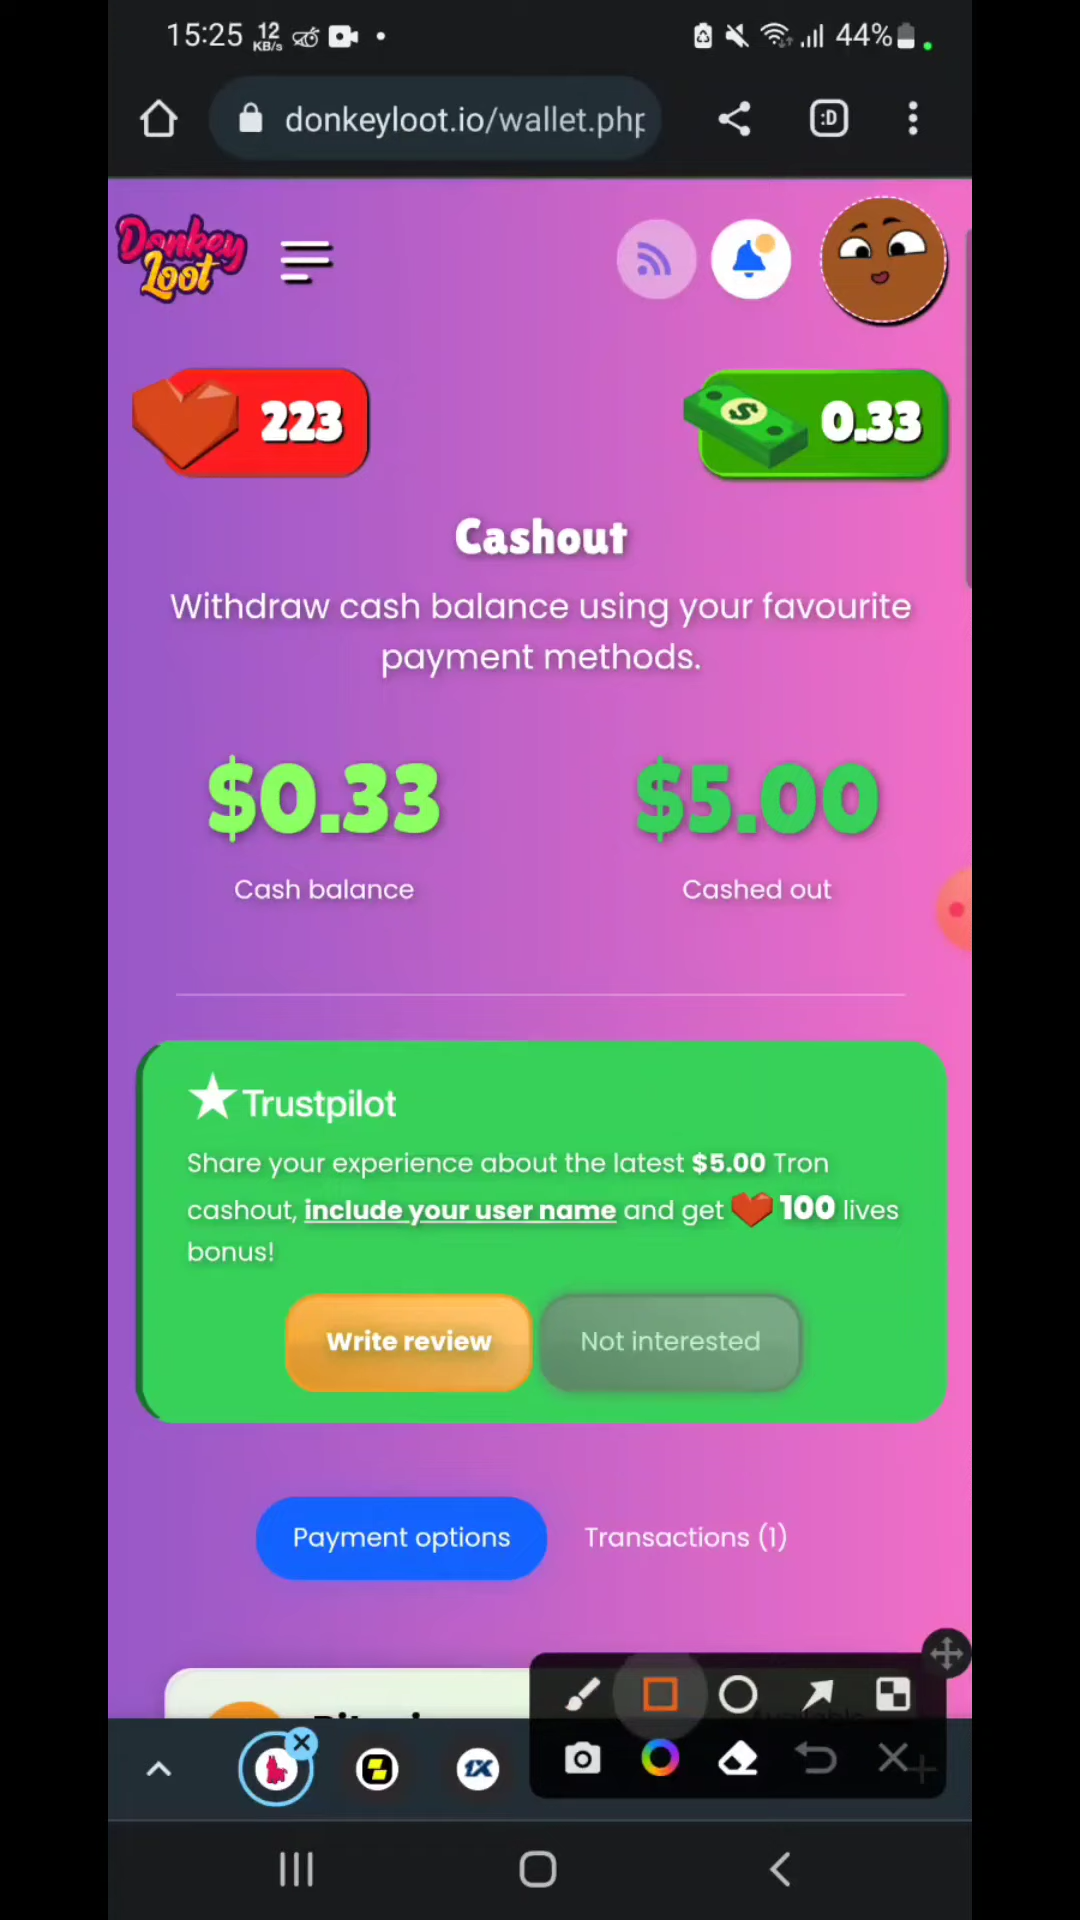 15:25 12 KB/s 44%
donkeyloot.io/wallet.php
:D
Donkey Loot
223
$ 0.33
Cashout
Withdraw cash balance using your favourite
payment methods.
$0.33 $5.00
Cash balance Cashed out
Trustpilot
Share your experience about the latest $5.00 Tron
cashout, include your user name and get 100 lives
bonus!
Write review Not interested
Payment options Transactions (1)
1X